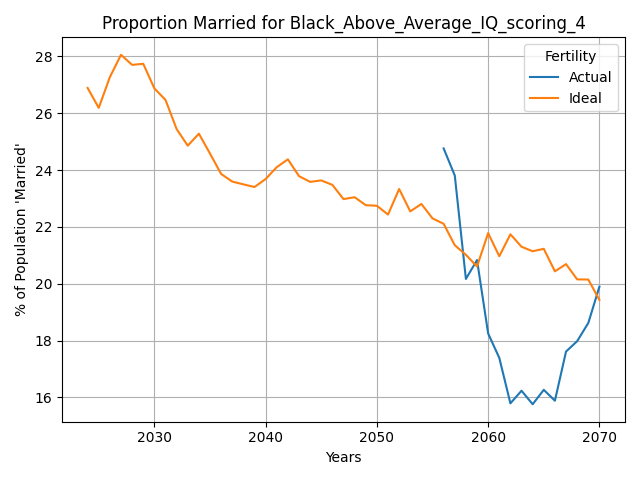 Proportion Married for Black_Above_Average_IQ_scoring_4
Fertility
Actual
Ideal
28
26
24
22
20
18
16
% of Population 'Married'
2030 2040 2050 2060 2070
Years